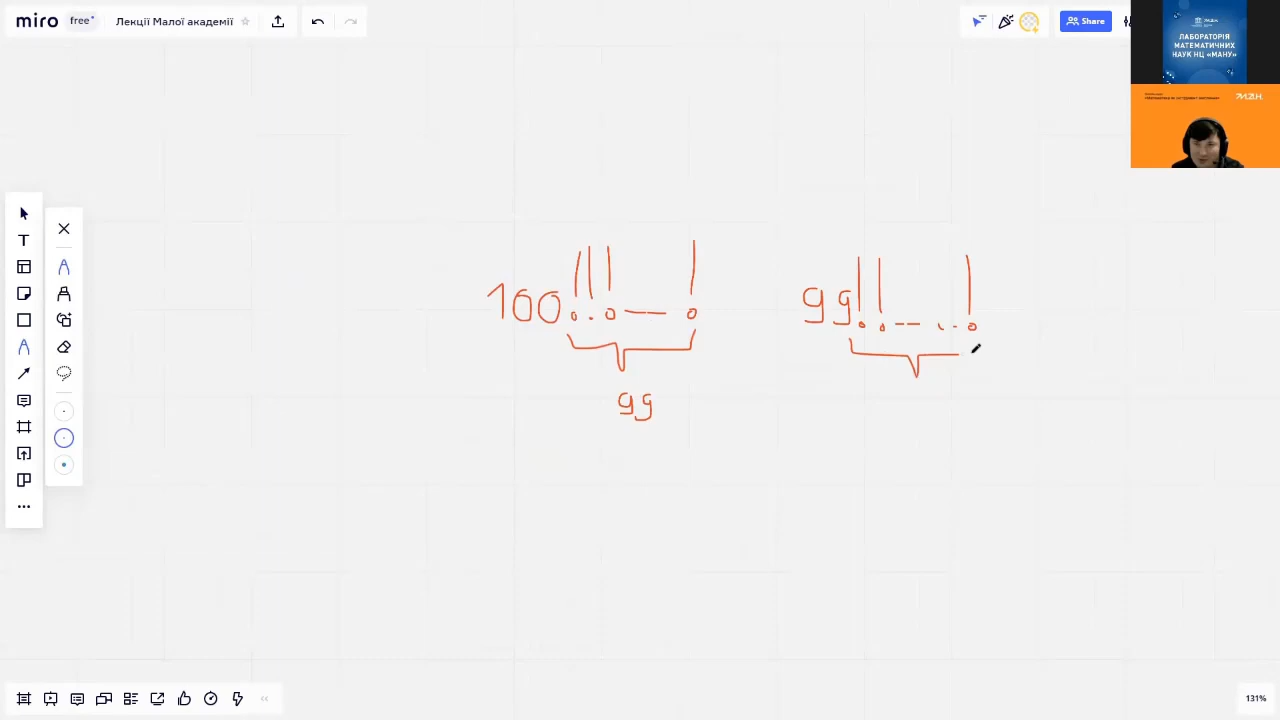 miro free
Лекції Малої академії
Share
ЛАБОРАТОРІЯ
МАТЕМАТИЧНИХ
НАУК НЦ «МАНУ»
100!!!...!
99
99!!...!
131%